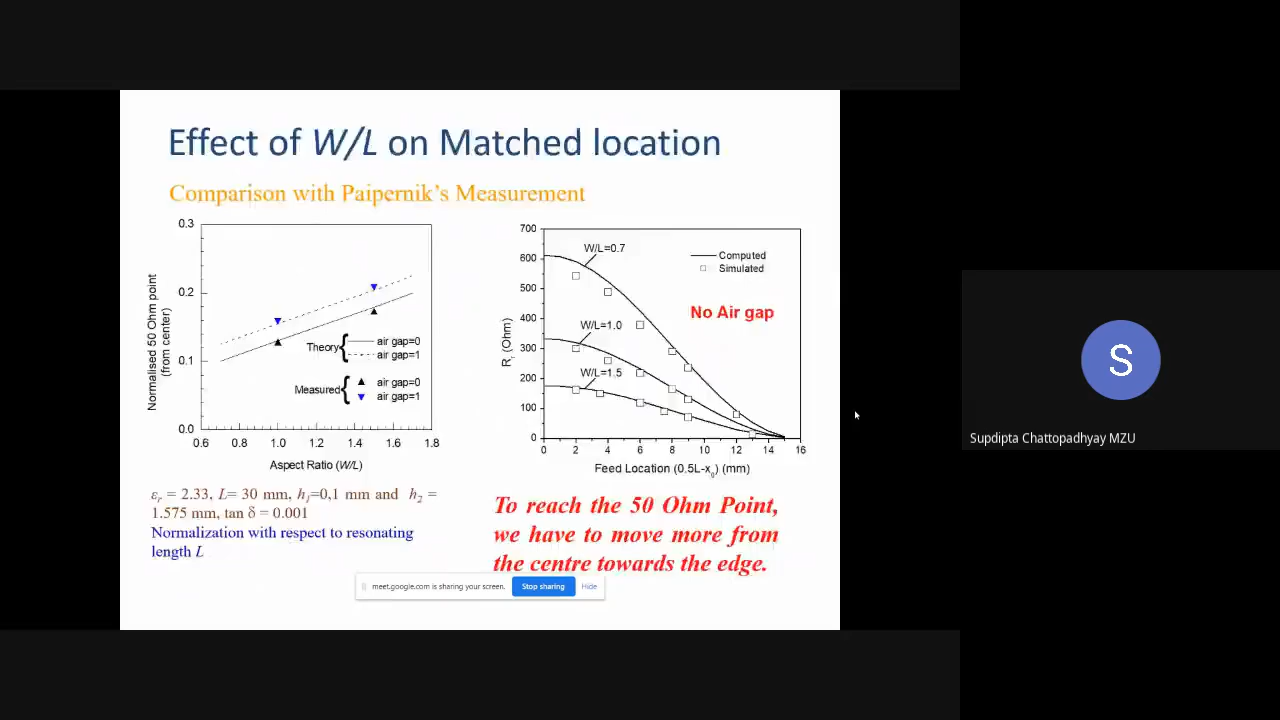 Effect of W/L on Matched location
Comparison with Paipernik's Measurement
0.3
0.2
0.1
0.0
0.6 0.8 1.0 1.2 1.4 1.6 1.8
Normalised 50 Ohm point
(from center)
Aspect Ratio (W/L)
Theory{ air gap=0
air gap=1
Measured{ air gap=0
air gap=1
εr = 2.33, L= 30 mm, h1=0,1 mm and h2 =
1.575 mm, tan δ = 0.001
Normalization with respect to resonating
length L
700
600
500
400
300
200
100
0
0 2 4 6 8 10 12 14 16
Rr (Ohm)
Feed Location (0.5L-x0) (mm)
W/L=0.7
W/L=1.0
W/L=1.5
Computed
Simulated
No Air gap
To reach the 50 Ohm Point,
we have to move more from
the centre towards the edge.
meet.google.com is sharing your screen. Stop sharing Hide
S
Supdipta Chattopadhyay MZU